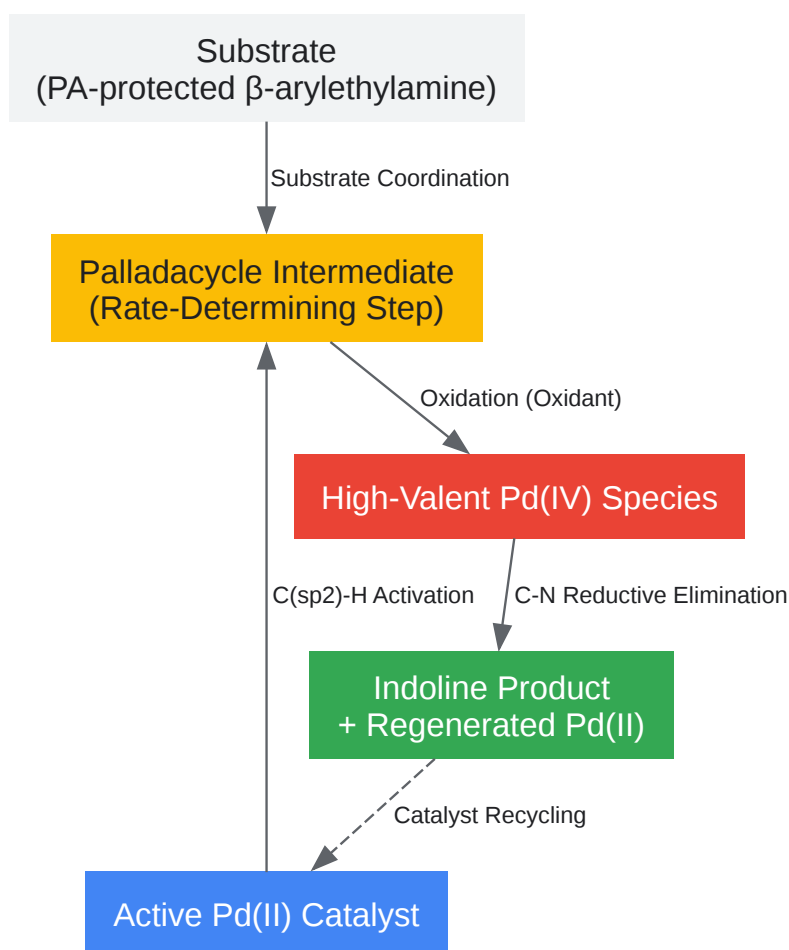 Substrate
(PA-protected β-arylethylamine)
Substrate Coordination
Palladacycle Intermediate
(Rate-Determining Step)
Oxidation (Oxidant)
High-Valent Pd(IV) Species
C(sp2)-H Activation
C-N Reductive Elimination
Indoline Product
+ Regenerated Pd(II)
Catalyst Recycling
Active Pd(II) Catalyst